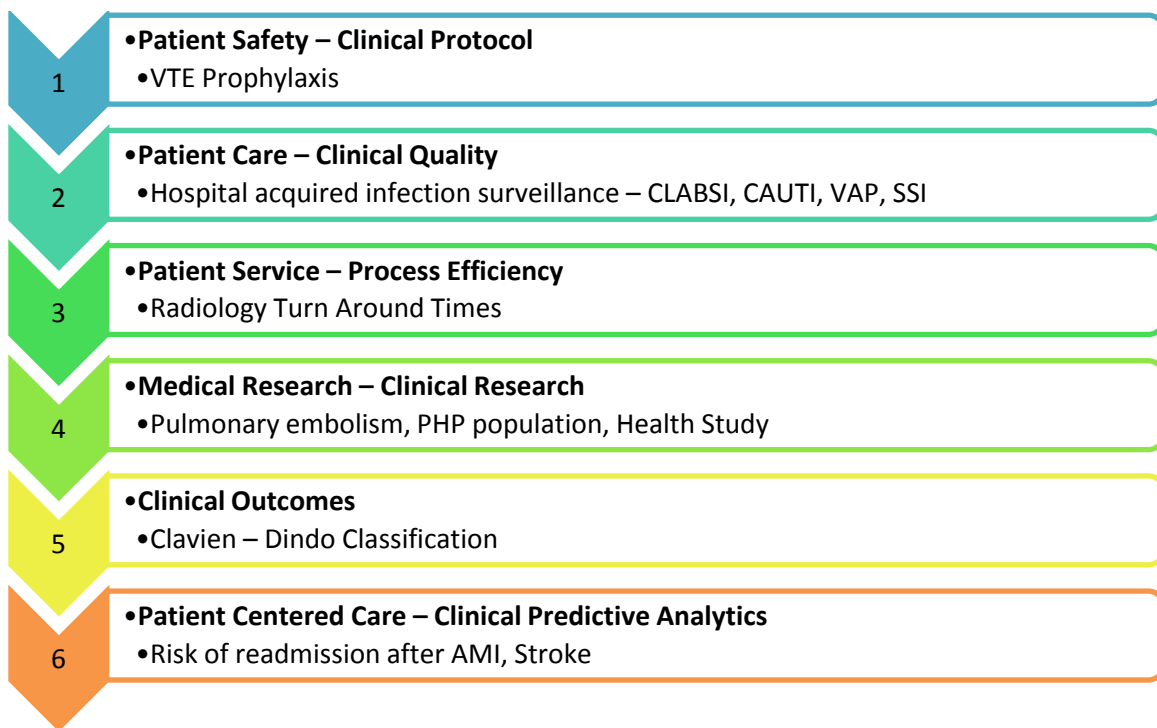 1
•Patient Safety – Clinical Protocol
•VTE Prophylaxis
2
•Patient Care – Clinical Quality
•Hospital acquired infection surveillance – CLABSI, CAUTI, VAP, SSI
3
•Patient Service – Process Efficiency
•Radiology Turn Around Times
4
•Medical Research – Clinical Research
•Pulmonary embolism, PHP population, Health Study
5
•Clinical Outcomes
•Clavien – Dindo Classification
6
•Patient Centered Care – Clinical Predictive Analytics
•Risk of readmission after AMI, Stroke